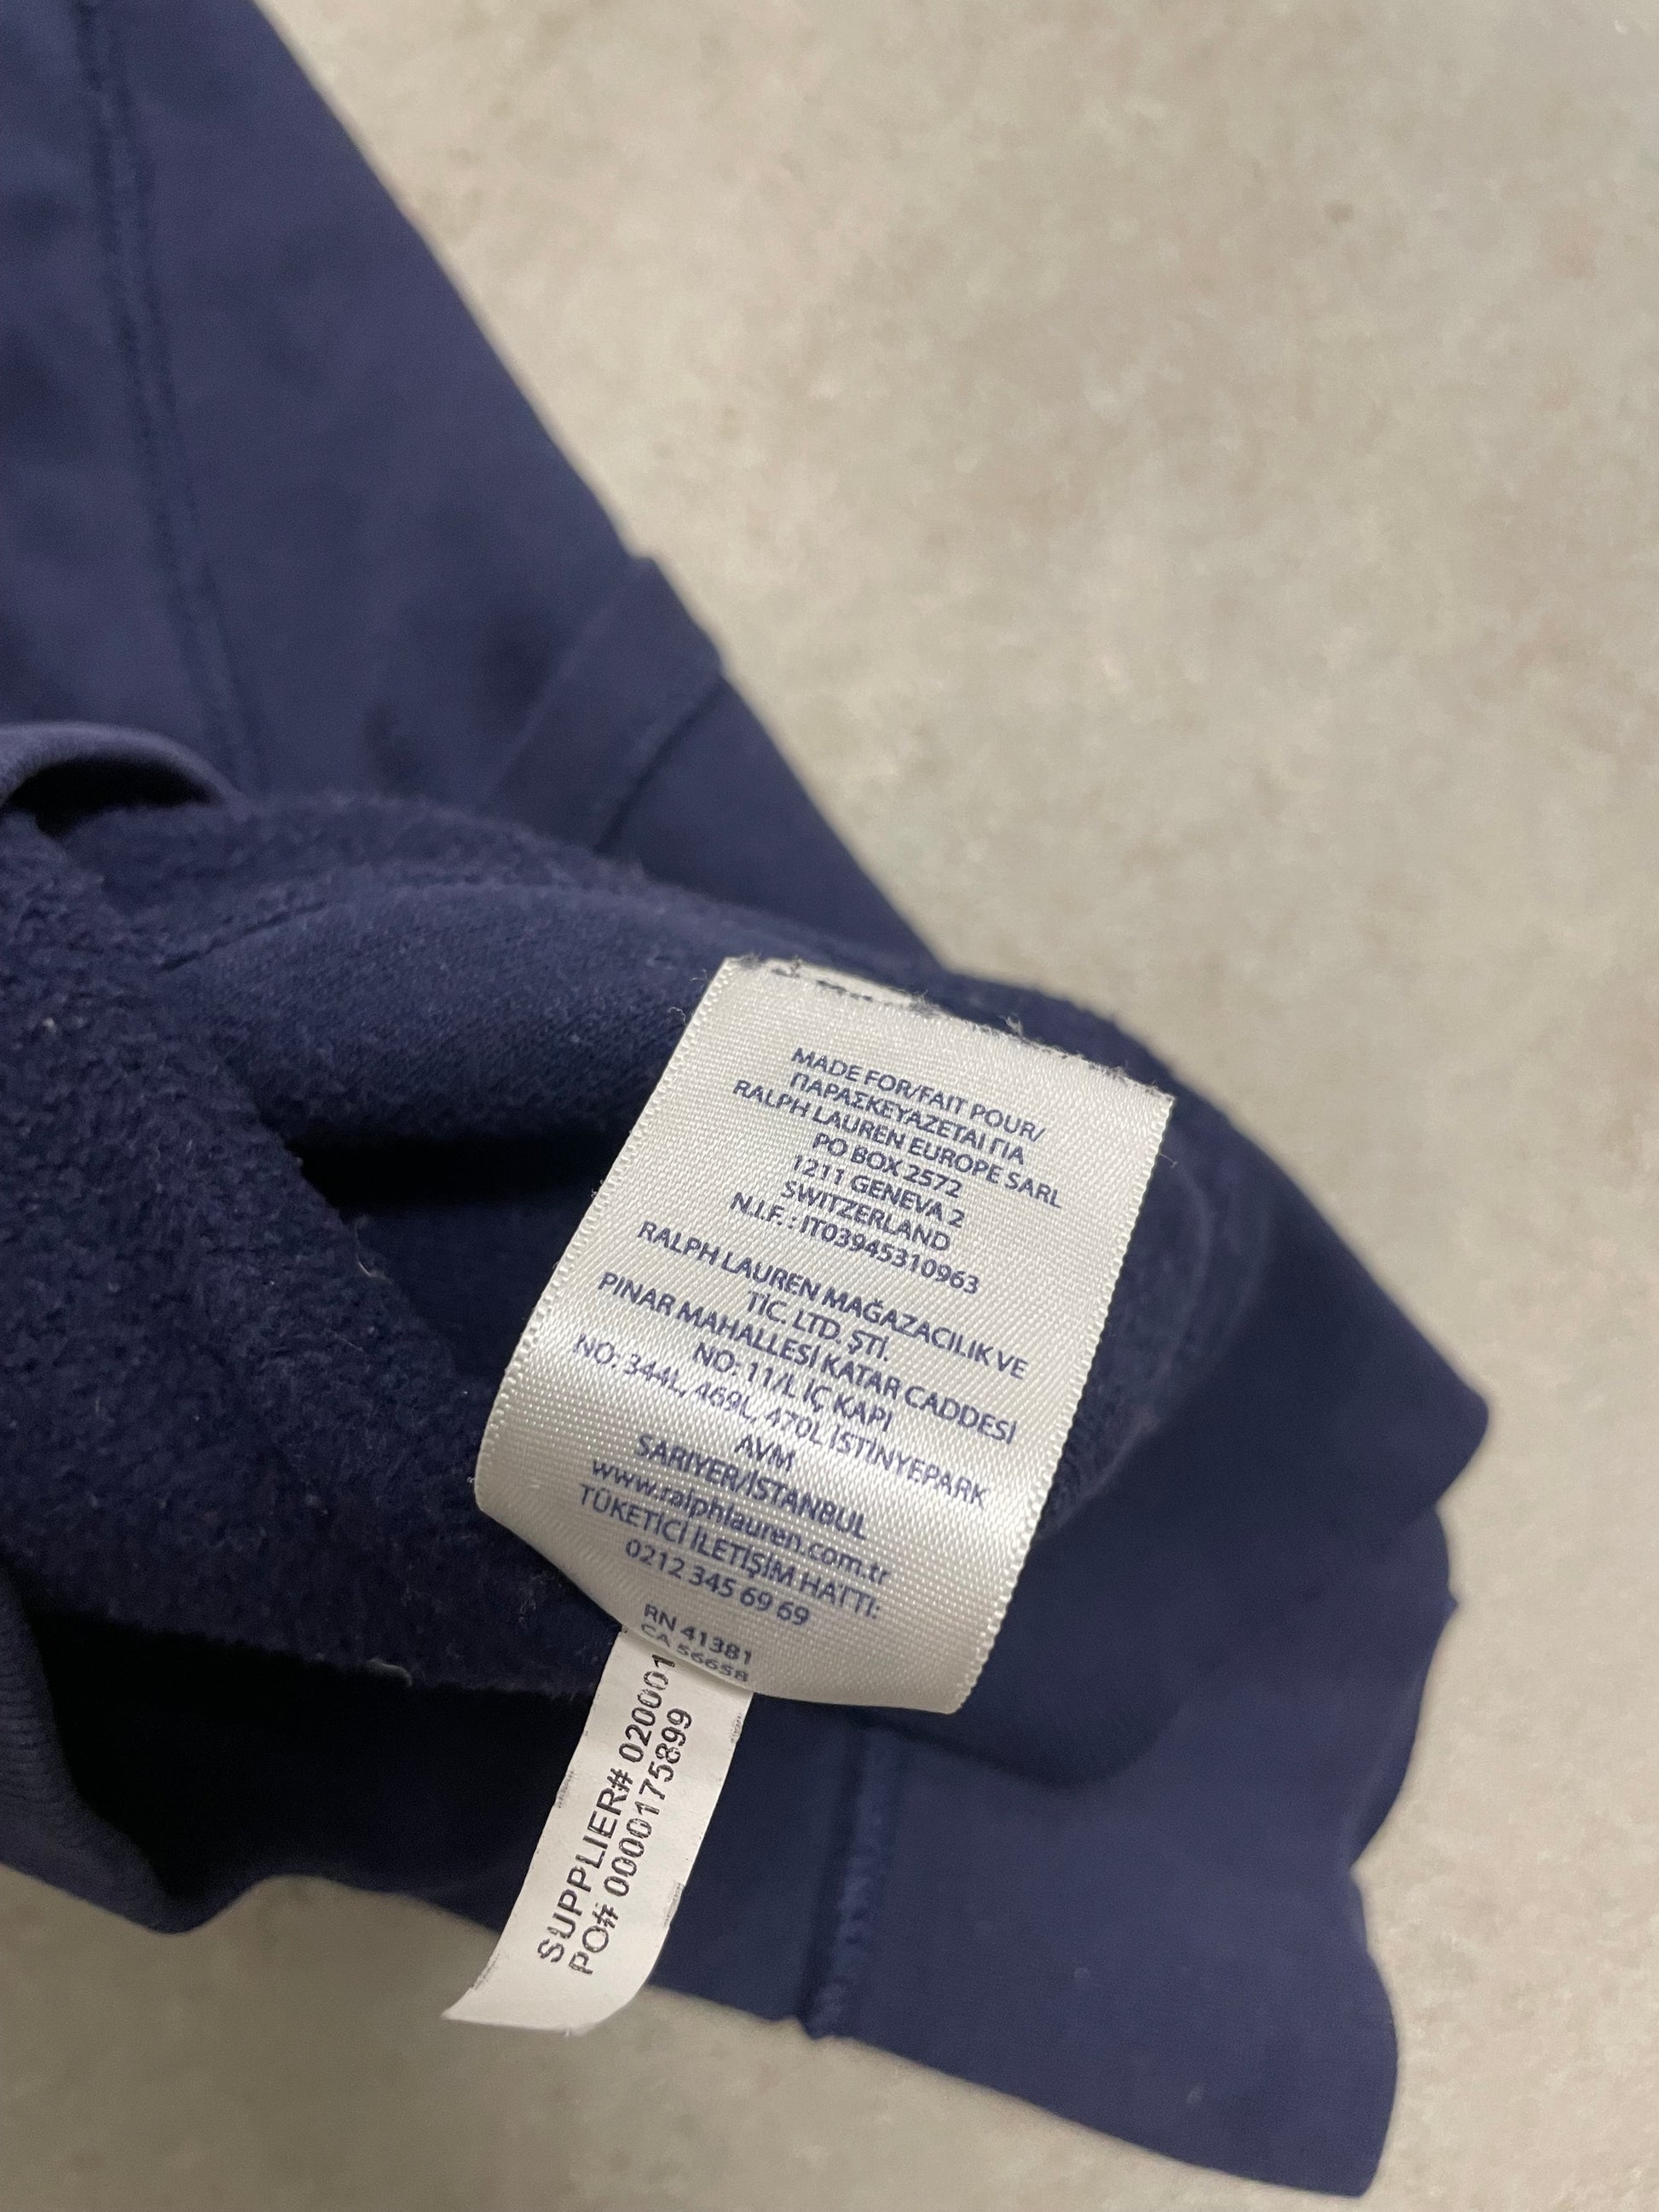 MADE FOR/FAIT POUR/
ΠΑΡΑΣΚΕΥΑΖΕΤΑΙ ΓΙΑ
RALPH LAUREN EUROPE SARL
PO BOX 2572
1211 GENEVA 2
SWITZERLAND
N.I.F. : IT03945310963
RALPH LAUREN MAĞAZACILIK VE
TİC. LTD. ŞTİ.
PINAR MAHALLESİ KATAR CADDESİ
NO: 11/L İÇ KAPI
NO: 344L, 469L, 470L İSTİNYEPARK
AVM
SARIYER/İSTANBUL
www.ralphlauren.com.tr
TÜKETİCİ İLETİŞİM HATTI:
0212 345 69 69
RN 41381
CA 56658
SUPPLIER# 020001
PO# 0000175899